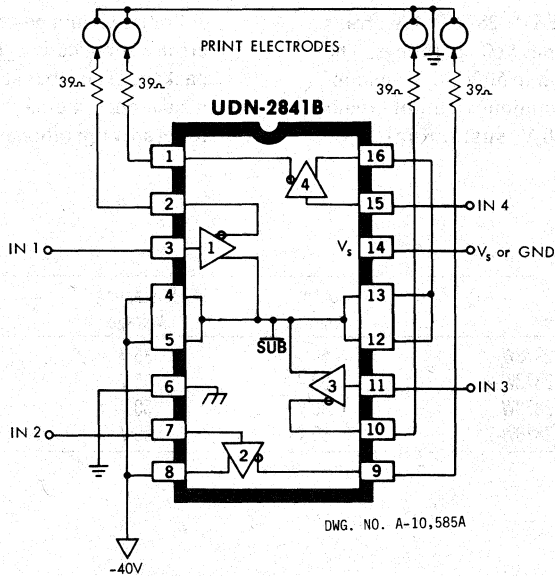 PRINT ELECTRODES
39Ω 39Ω 39Ω 39Ω
UDN-2841B
1 16
4
2 15 IN 4
IN 1 3 1 Vs 14 Vs or GND
4 13
5 SUB 12
6 3 11 IN 3
IN 2 7 10
2
8 9
DWG. NO. A-10,585A
-40V